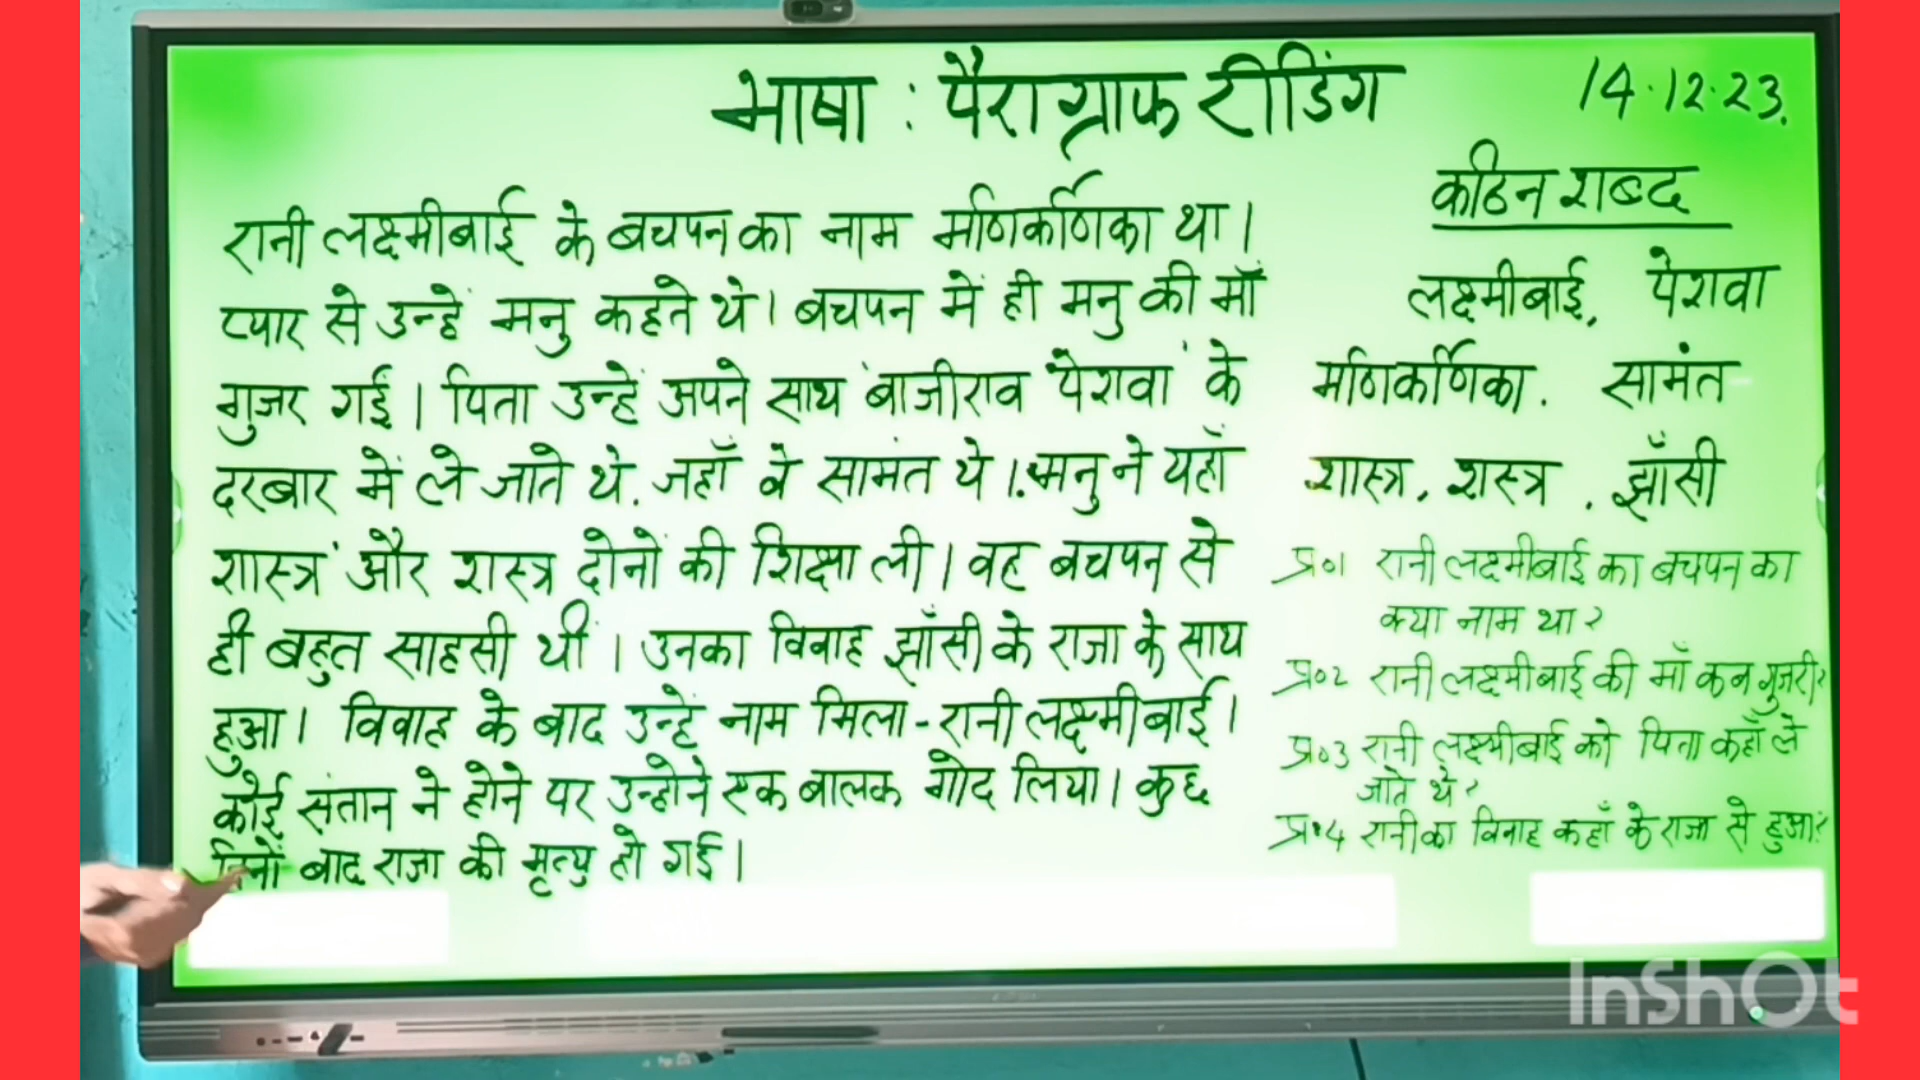 भाषा : पैराग्राफ रीडिंग
14.12.23.
रानी लक्ष्मीबाई के बचपन का नाम मणिकर्णिका था।
प्यार से उन्हें मनु कहते थे। बचपन में ही मनु की माँ
गुजर गईं। पिता उन्हें अपने साथ बाजीराव पेशवा के
दरबार में ले जाते थे, जहाँ वे सामंत थे। मनु ने यहाँ
शास्त्र और शस्त्र दोनों की शिक्षा ली। वह बचपन से
ही बहुत साहसी थीं। उनका विवाह झाँसी के राजा के साथ
हुआ। विवाह के बाद उन्हें नाम मिला - रानी लक्ष्मीबाई।
कोई संतान ने होने पर उन्होंने एक बालक गोद लिया। कुछ
दिनों बाद राजा की मृत्यु हो गई।
कठिन शब्द
लक्ष्मीबाई, पेशवा
मणिकर्णिका, सामंत
शास्त्र, शस्त्र, झाँसी
प्र०1 रानी लक्ष्मीबाई का बचपन का
क्या नाम था?
प्र०2 रानी लक्ष्मीबाई की माँ कब गुजरी?
प्र०3 रानी लक्ष्मीबाई को पिता कहाँ ले
जाते थे?
प्र०4 रानी का विवाह कहाँ के राजा से हुआ?
InShOt